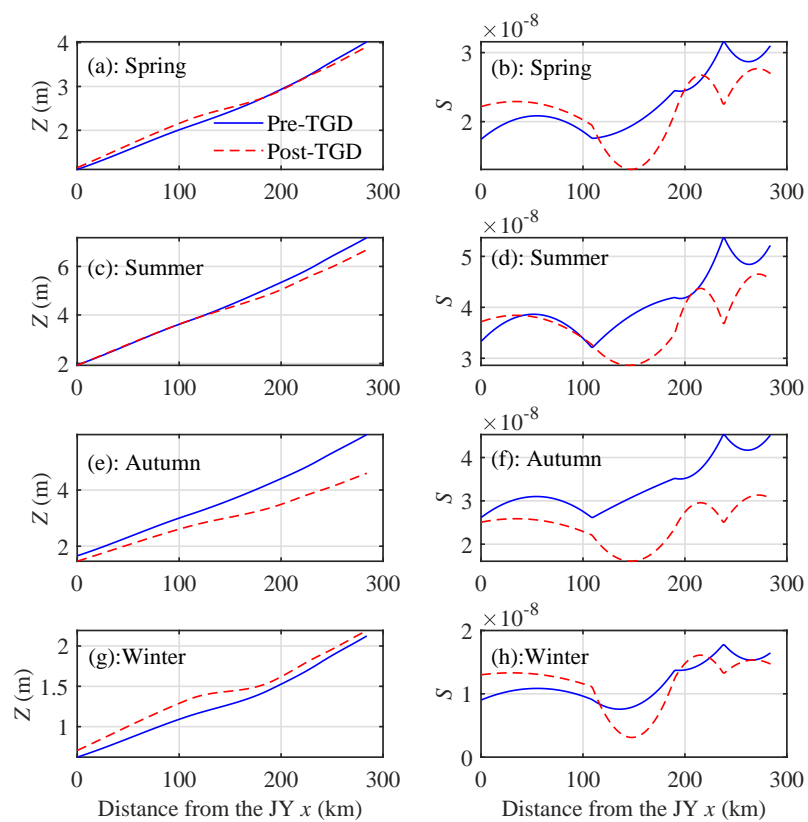 ×10⁻⁸
4
3
2
Z (m)
(a): Spring
Pre-TGD
Post-TGD
0
100
200
300
3
2
S
(b): Spring
0
100
200
300
×10⁻⁸
6
4
2
Z (m)
(c): Summer
0
100
200
300
5
4
3
S
(d): Summer
0
100
200
300
×10⁻⁸
4
2
Z (m)
(e): Autumn
0
100
200
300
4
3
2
S
(f): Autumn
0
100
200
300
×10⁻⁸
2
1.5
1
Z (m)
(g):Winter
0
100
200
300
Distance from the JY x (km)
2
1
0
S
(h):Winter
0
100
200
300
Distance from the JY x (km)